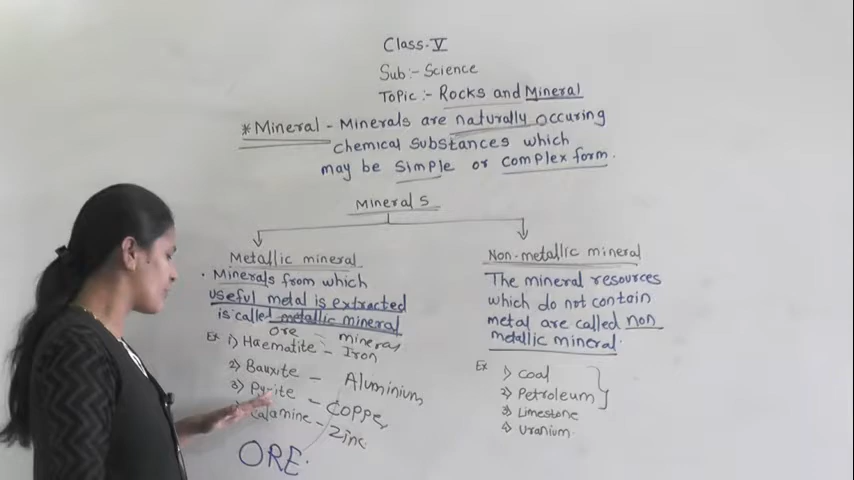 Class-V
Sub:- Science
Topic:- Rocks and Mineral
*Mineral - Minerals are naturally occuring
chemical substances which
may be simple or complex form.
Minerals
Metallic mineral
. Minerals from which
useful metal is extracted
is called metallic mineral
ore - mineral
Ex 1) Haematite - Iron
2) Bauxite - Aluminium
3) Pyrite - Copper
Calamine - Zinc
ORE.
Non-metallic mineral
The mineral resources
which do not contain
metal are called non
metallic mineral.
Ex 1) Coal
2) Petroleum
3) Limestone
4) Uranium.